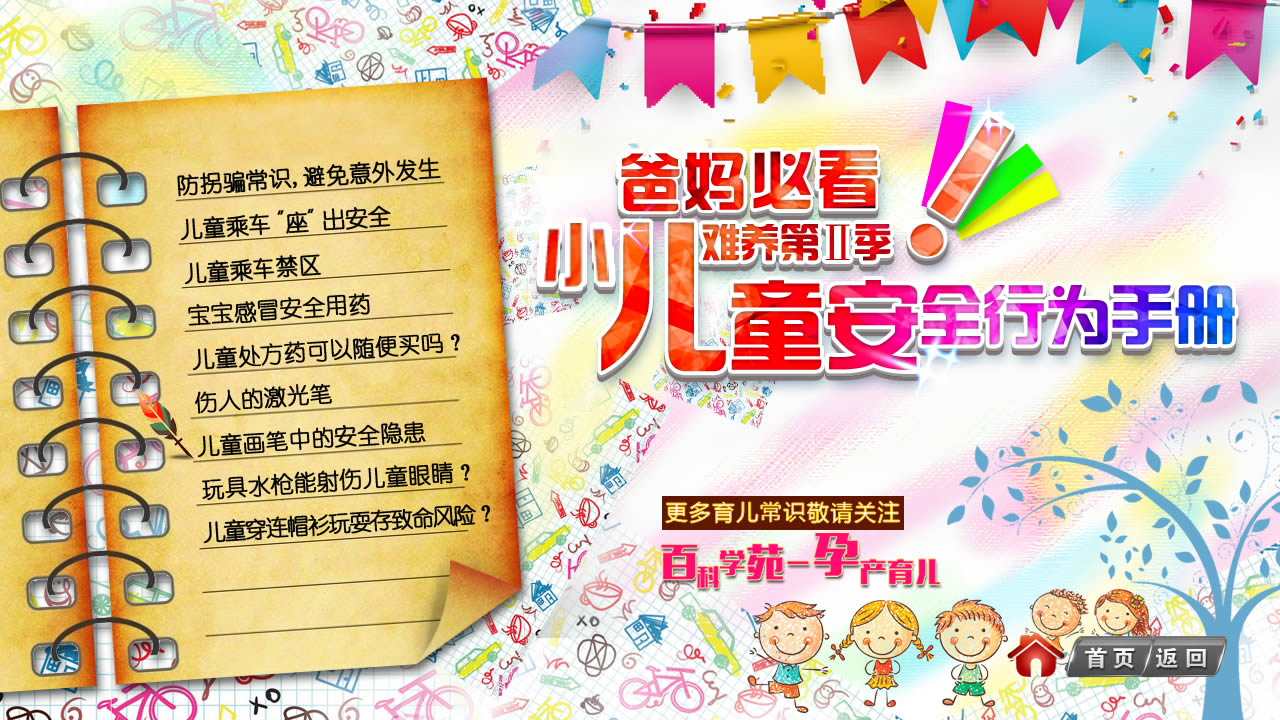 防拐骗常识,避免意外发生
儿童乘车“座”出安全
儿童乘车禁区
宝宝感冒安全用药
儿童处方药可以随便买吗？
伤人的激光笔
儿童画笔中的安全隐患
玩具水枪能射伤儿童眼睛？
儿童穿连帽衫玩耍存致命风险？
爸妈必看！
小儿难养第II季
儿童安全行为手册
更多育儿常识敬请关注
百科学苑—孕产育儿
首页 返回